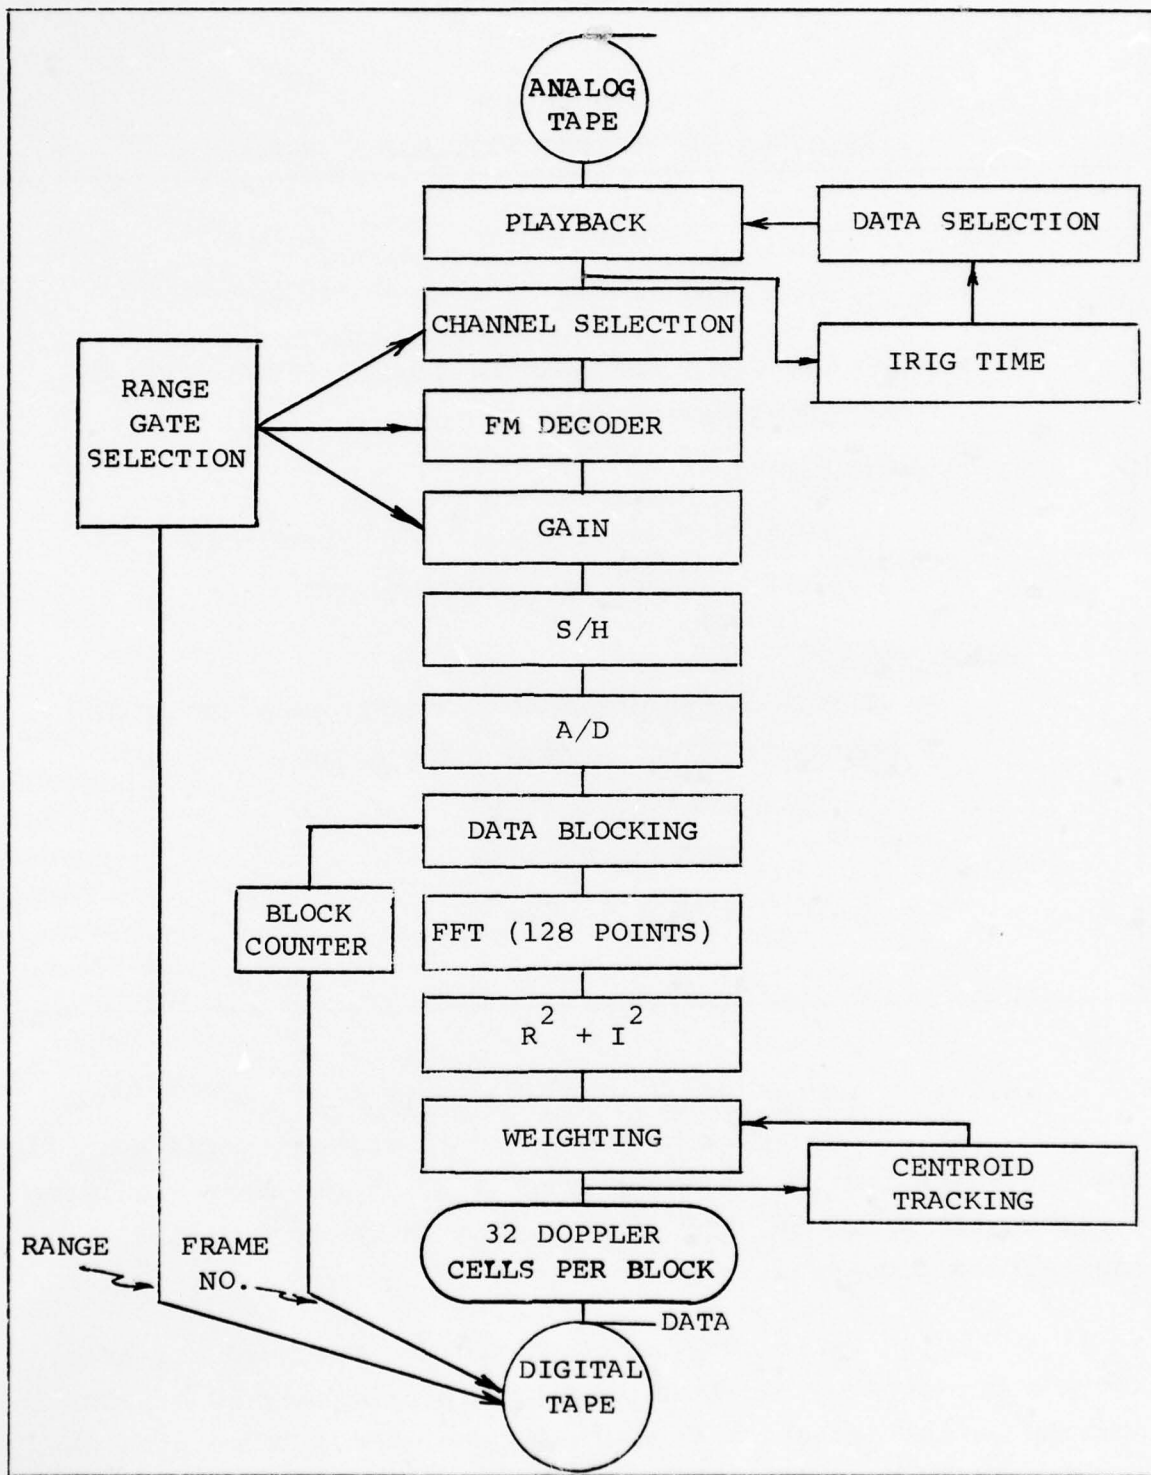 ANALOG
TAPE
PLAYBACK
DATA SELECTION
CHANNEL SELECTION
IRIG TIME
RANGE
GATE
SELECTION
FM DECODER
GAIN
S/H
A/D
DATA BLOCKING
BLOCK
COUNTER
FFT (128 POINTS)
R² + I²
WEIGHTING
CENTROID
TRACKING
32 DOPPLER
CELLS PER BLOCK
RANGE
FRAME
NO.
DATA
DIGITAL
TAPE